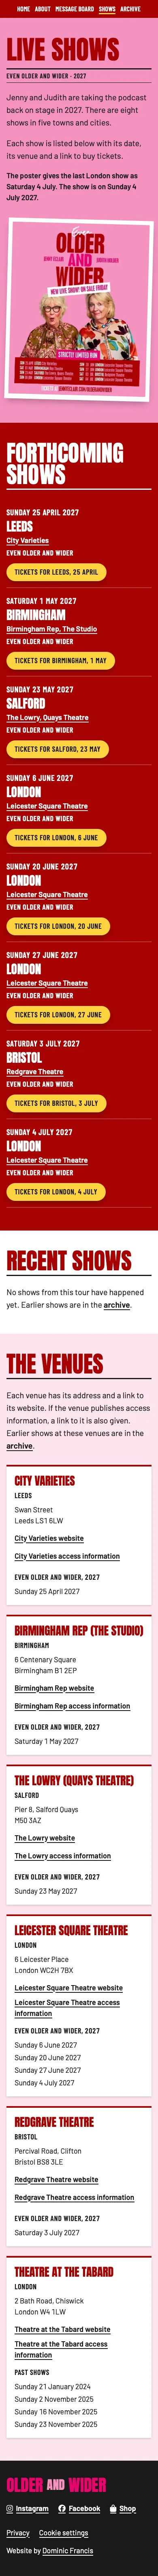 HOME ABOUT MESSAGE BOARD SHOWS ARCHIVE
LIVE SHOWS
EVEN OLDER AND WIDER · 2027
Jenny and Judith are taking the podcast
back on stage in 2027. There are eight
shows in five towns and cities.
Each show is listed below with its date,
its venue and a link to buy tickets.
The poster gives the last London show as
Saturday 4 July. The show is on Sunday 4
July 2027.
Even
OLDER
AND
WIDER
JENNY ECLAIR
JUDITH HOLDER
NEW LIVE SHOW! ON SALE FRIDAY
STRICTLY LIMITED RUN
FORTHCOMING
SHOWS
SUNDAY 25 APRIL 2027
LEEDS
City Varieties
EVEN OLDER AND WIDER
TICKETS FOR LEEDS, 25 APRIL
SATURDAY 1 MAY 2027
BIRMINGHAM
Birmingham Rep, The Studio
EVEN OLDER AND WIDER
TICKETS FOR BIRMINGHAM, 1 MAY
SUNDAY 23 MAY 2027
SALFORD
The Lowry, Quays Theatre
EVEN OLDER AND WIDER
TICKETS FOR SALFORD, 23 MAY
SUNDAY 6 JUNE 2027
LONDON
Leicester Square Theatre
EVEN OLDER AND WIDER
TICKETS FOR LONDON, 6 JUNE
SUNDAY 20 JUNE 2027
LONDON
Leicester Square Theatre
EVEN OLDER AND WIDER
TICKETS FOR LONDON, 20 JUNE
SUNDAY 27 JUNE 2027
LONDON
Leicester Square Theatre
EVEN OLDER AND WIDER
TICKETS FOR LONDON, 27 JUNE
SATURDAY 3 JULY 2027
BRISTOL
Redgrave Theatre
EVEN OLDER AND WIDER
TICKETS FOR BRISTOL, 3 JULY
SUNDAY 4 JULY 2027
LONDON
Leicester Square Theatre
EVEN OLDER AND WIDER
TICKETS FOR LONDON, 4 JULY
RECENT SHOWS
No shows from this tour have happened
yet. Earlier shows are in the archive.
THE VENUES
Each venue has its address and a link to
its website. If the venue publishes access
information, a link to it is also given.
Earlier shows at these venues are in the
archive.
CITY VARIETIES
LEEDS
Swan Street
Leeds LS1 6LW
City Varieties website
City Varieties access information
EVEN OLDER AND WIDER, 2027
Sunday 25 April 2027
BIRMINGHAM REP (THE STUDIO)
BIRMINGHAM
6 Centenary Square
Birmingham B1 2EP
Birmingham Rep website
Birmingham Rep access information
EVEN OLDER AND WIDER, 2027
Saturday 1 May 2027
THE LOWRY (QUAYS THEATRE)
SALFORD
Pier 8, Salford Quays
M50 3AZ
The Lowry website
The Lowry access information
EVEN OLDER AND WIDER, 2027
Sunday 23 May 2027
LEICESTER SQUARE THEATRE
LONDON
6 Leicester Place
London WC2H 7BX
Leicester Square Theatre website
Leicester Square Theatre access
information
EVEN OLDER AND WIDER, 2027
Sunday 6 June 2027
Sunday 20 June 2027
Sunday 27 June 2027
Sunday 4 July 2027
REDGRAVE THEATRE
BRISTOL
Percival Road, Clifton
Bristol BS8 3LE
Redgrave Theatre website
Redgrave Theatre access information
EVEN OLDER AND WIDER, 2027
Saturday 3 July 2027
THEATRE AT THE TABARD
LONDON
2 Bath Road, Chiswick
London W4 1LW
Theatre at the Tabard website
Theatre at the Tabard access
information
PAST SHOWS
Sunday 21 January 2024
Sunday 2 November 2025
Sunday 16 November 2025
Sunday 23 November 2025
OLDER AND WIDER
Instagram Facebook Shop
Privacy Cookie settings
Website by Dominic Francis